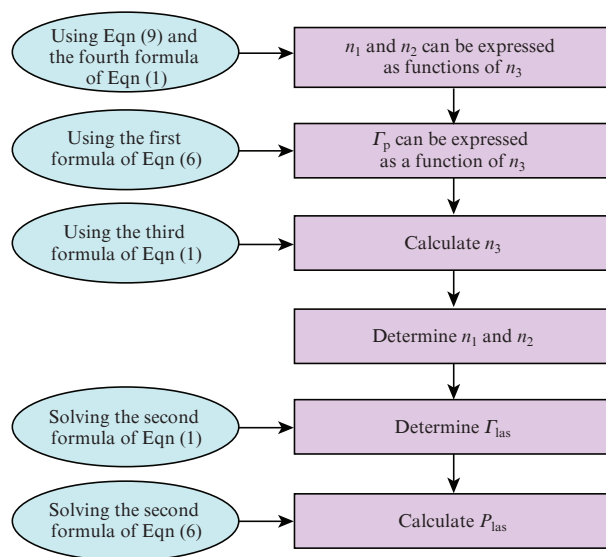 Using Eqn (9) and
the fourth formula
of Eqn (1)
n₁ and n₂ can be expressed
as functions of n₃
Using the first
formula of Eqn (6)
Γₚ can be expressed
as a function of n₃
Using the third
formula of Eqn (1)
Calculate n₃
Determine n₁ and n₂
Solving the second
formula of Eqn (1)
Determine Γ_las
Solving the second
formula of Eqn (6)
Calculate P_las